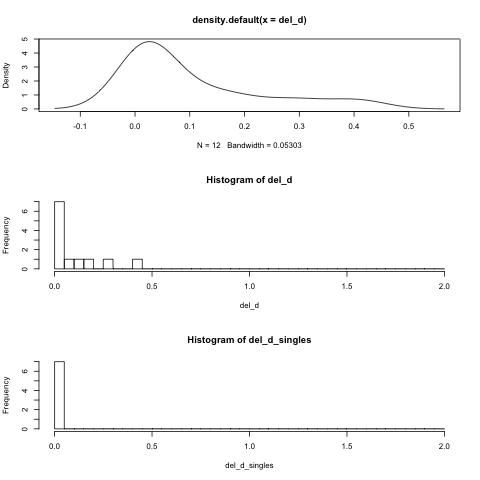 density.default(x = del_d)
Density
0 1 2 3 4 5
-0.1 0.0 0.1 0.2 0.3 0.4 0.5
N = 12 Bandwidth = 0.05303
Histogram of del_d
Frequency
0 2 4 6
0.0 0.5 1.0 1.5 2.0
del_d
Histogram of del_d_singles
Frequency
0 2 4 6
0.0 0.5 1.0 1.5 2.0
del_d_singles